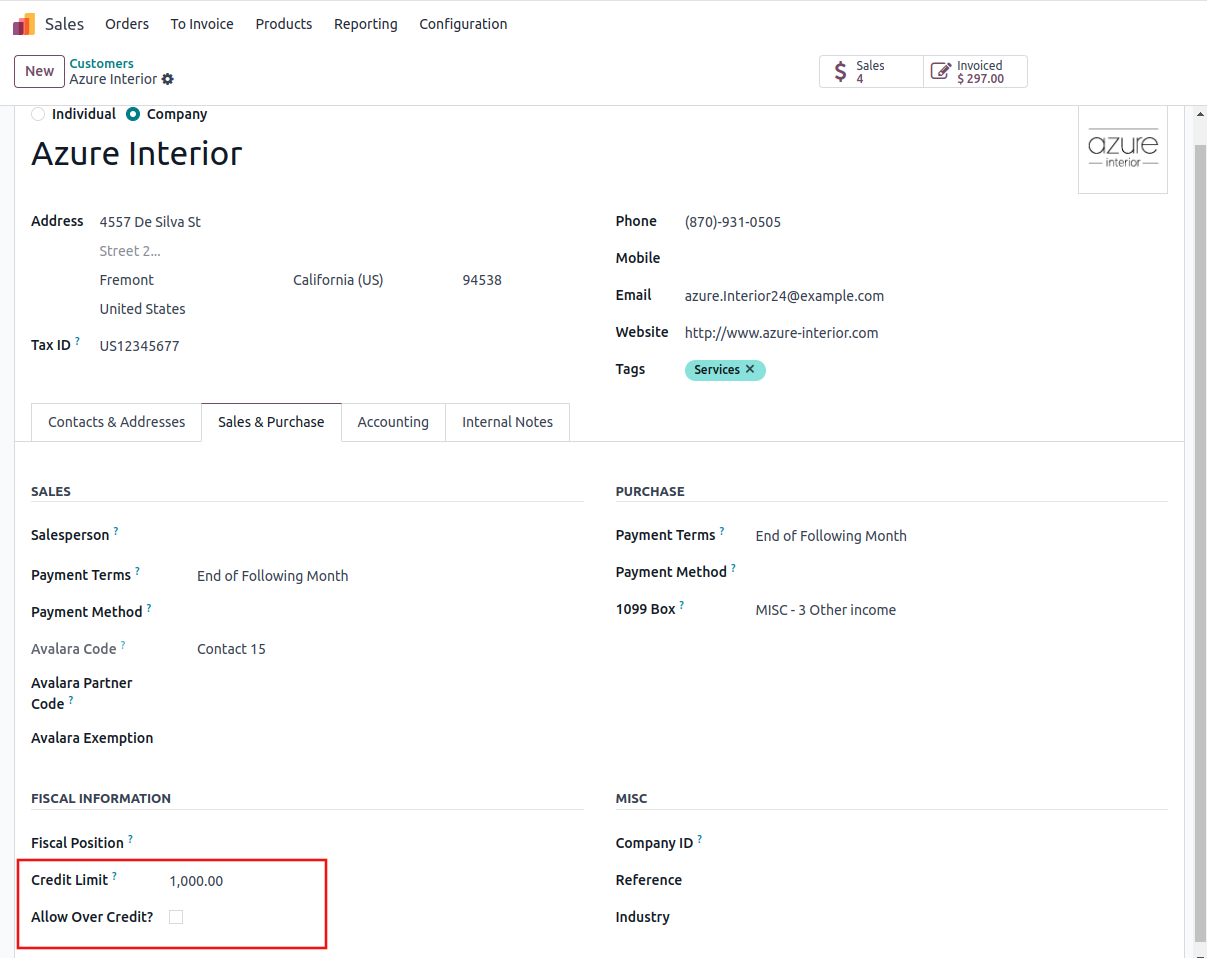 Sales Orders To Invoice Products Reporting Configuration
New
Customers
Azure Interior
Sales
4
Invoiced
$ 297.00
Individual Company
Azure Interior
azure
interior
Address 4557 De Silva St
Street 2...
Fremont California (US) 94538
United States
Tax ID ? US12345677
Phone (870)-931-0505
Mobile
Email azure.Interior24@example.com
Website http://www.azure-interior.com
Tags Services ✕
Contacts & Addresses Sales & Purchase Accounting Internal Notes
SALES
Salesperson ?
Payment Terms ? End of Following Month
Payment Method ?
Avalara Code ? Contact 15
Avalara Partner
Code ?
Avalara Exemption
PURCHASE
Payment Terms ? End of Following Month
Payment Method ?
1099 Box ? MISC - 3 Other income
FISCAL INFORMATION
Fiscal Position ?
Credit Limit ? 1,000.00
Allow Over Credit?
MISC
Company ID ?
Reference
Industry